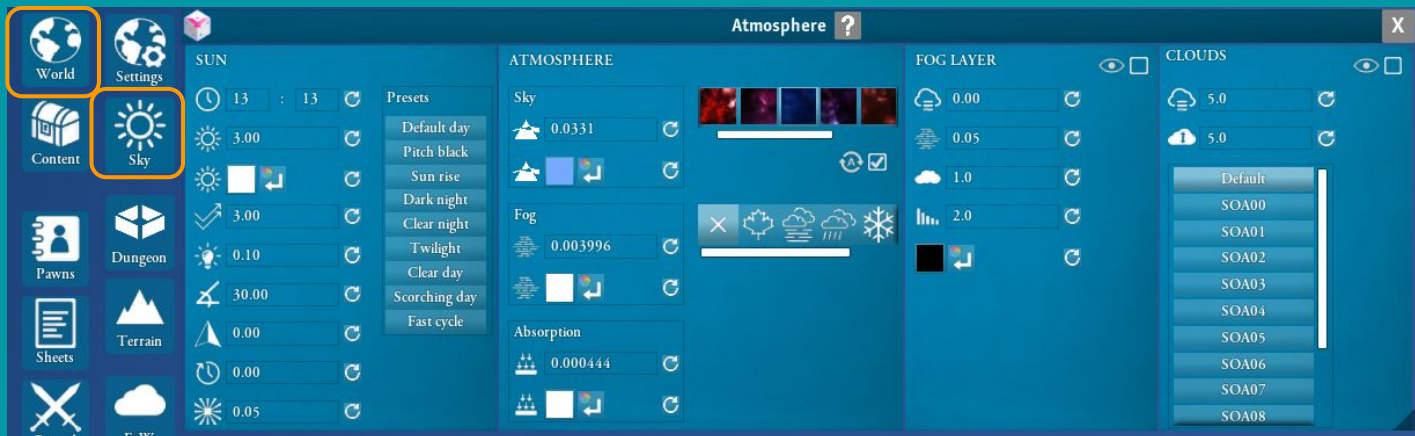 Atmosphere ?
X
World
Settings
Content
Sky
Pawns
Dungeon
Sheets
Terrain
SUN
13 : 13
3.00
3.00
0.10
30.00
0.00
0.00
0.05
Presets
Default day
Pitch black
Sun rise
Dark night
Clear night
Twilight
Clear day
Scorching day
Fast cycle
ATMOSPHERE
Sky
0.0331
Fog
0.003996
Absorption
0.000444
A
FOG LAYER
0.00
0.05
1.0
2.0
CLOUDS
5.0
5.0
Default
SOA00
SOA01
SOA02
SOA03
SOA04
SOA05
SOA06
SOA07
SOA08